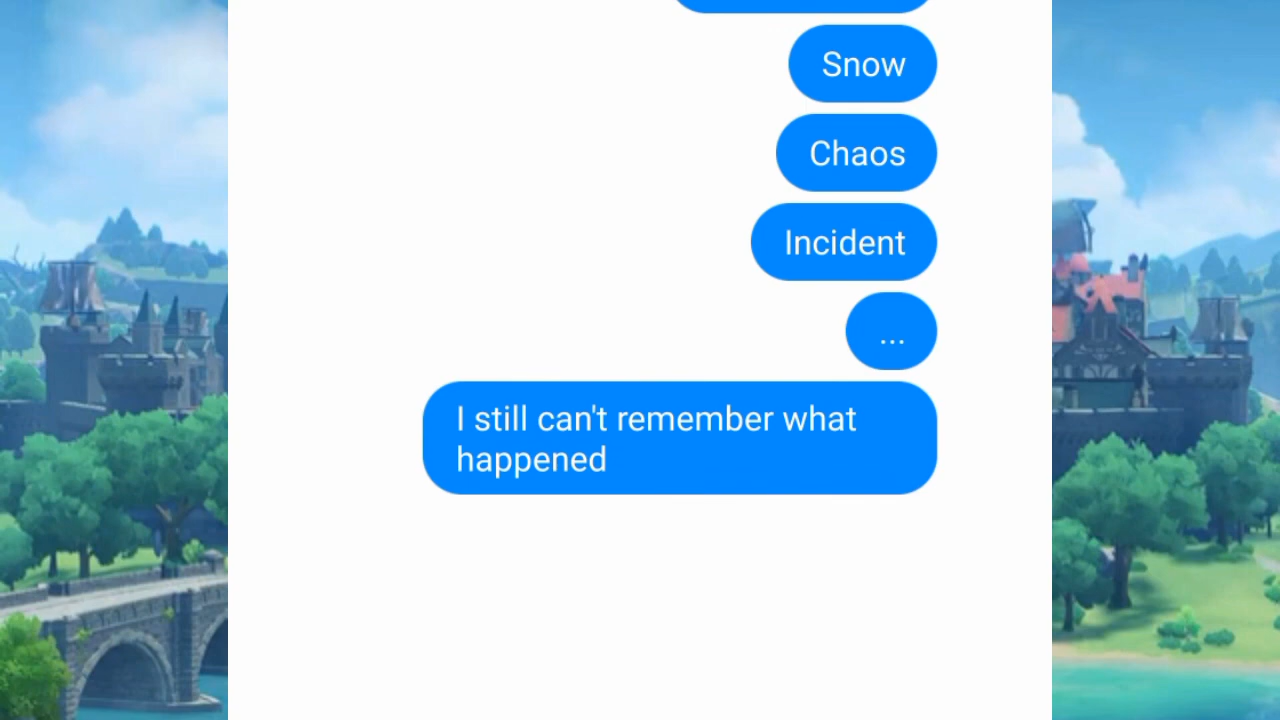 Snow
Chaos
Incident
...
I still can't remember what
happened